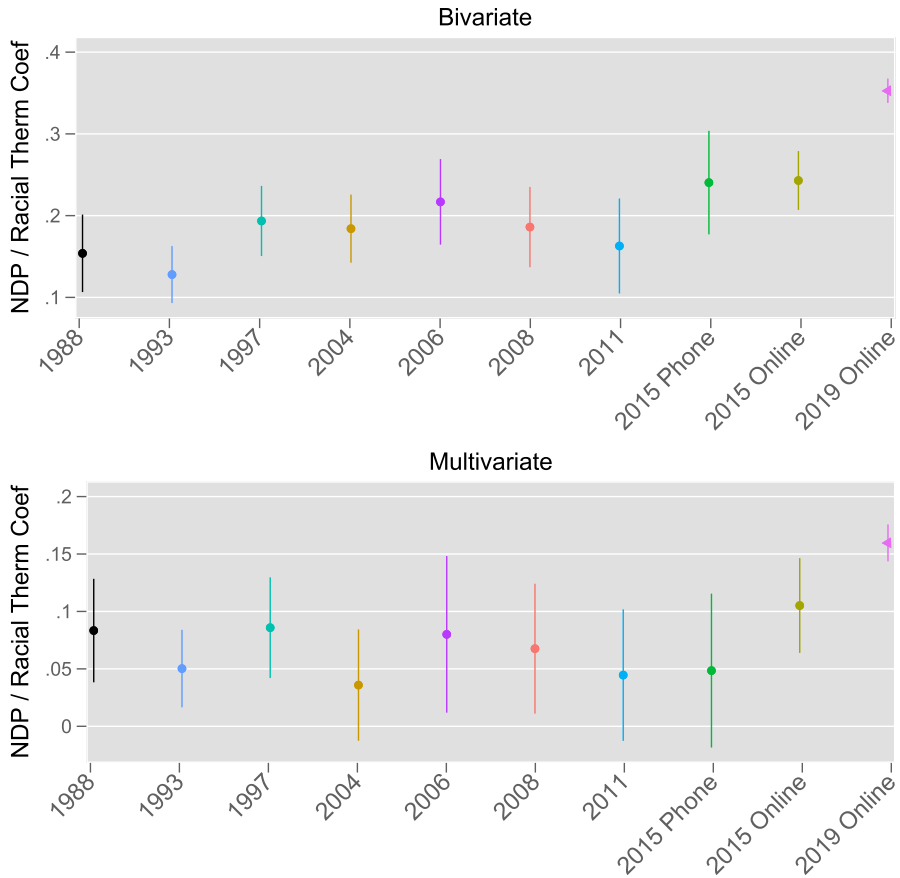 Bivariate
NDP / Racial Therm Coef
.4
.3
.2
.1
1988
1993
1997
2004
2006
2008
2011
2015 Phone
2015 Online
2019 Online
Multivariate
NDP / Racial Therm Coef
.2
.15
.1
.05
0
1988
1993
1997
2004
2006
2008
2011
2015 Phone
2015 Online
2019 Online